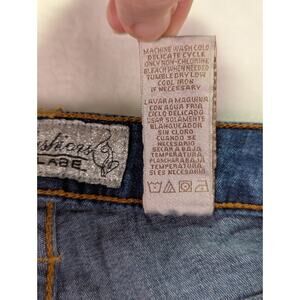 MACHINE WASH COLD
DELICATE CYCLE
ONLY NON-CHLORINE
BLEACH WHEN NEEDED
TUMBLE DRY LOW
COOL IRON
IF NECESSARY
LAVAR A MAQUINA
CON AGUA FRIA
CICLO DELICADO
USAR SOLAMENTE
BLANQUEADOR
SIN CLORO
CUANDO SEA
NECESSARIO
SECAR A BAJA
TEMPERATURA
PLANCHAR A BAJA
TEMPERATURA
SI ES
NECESARIO